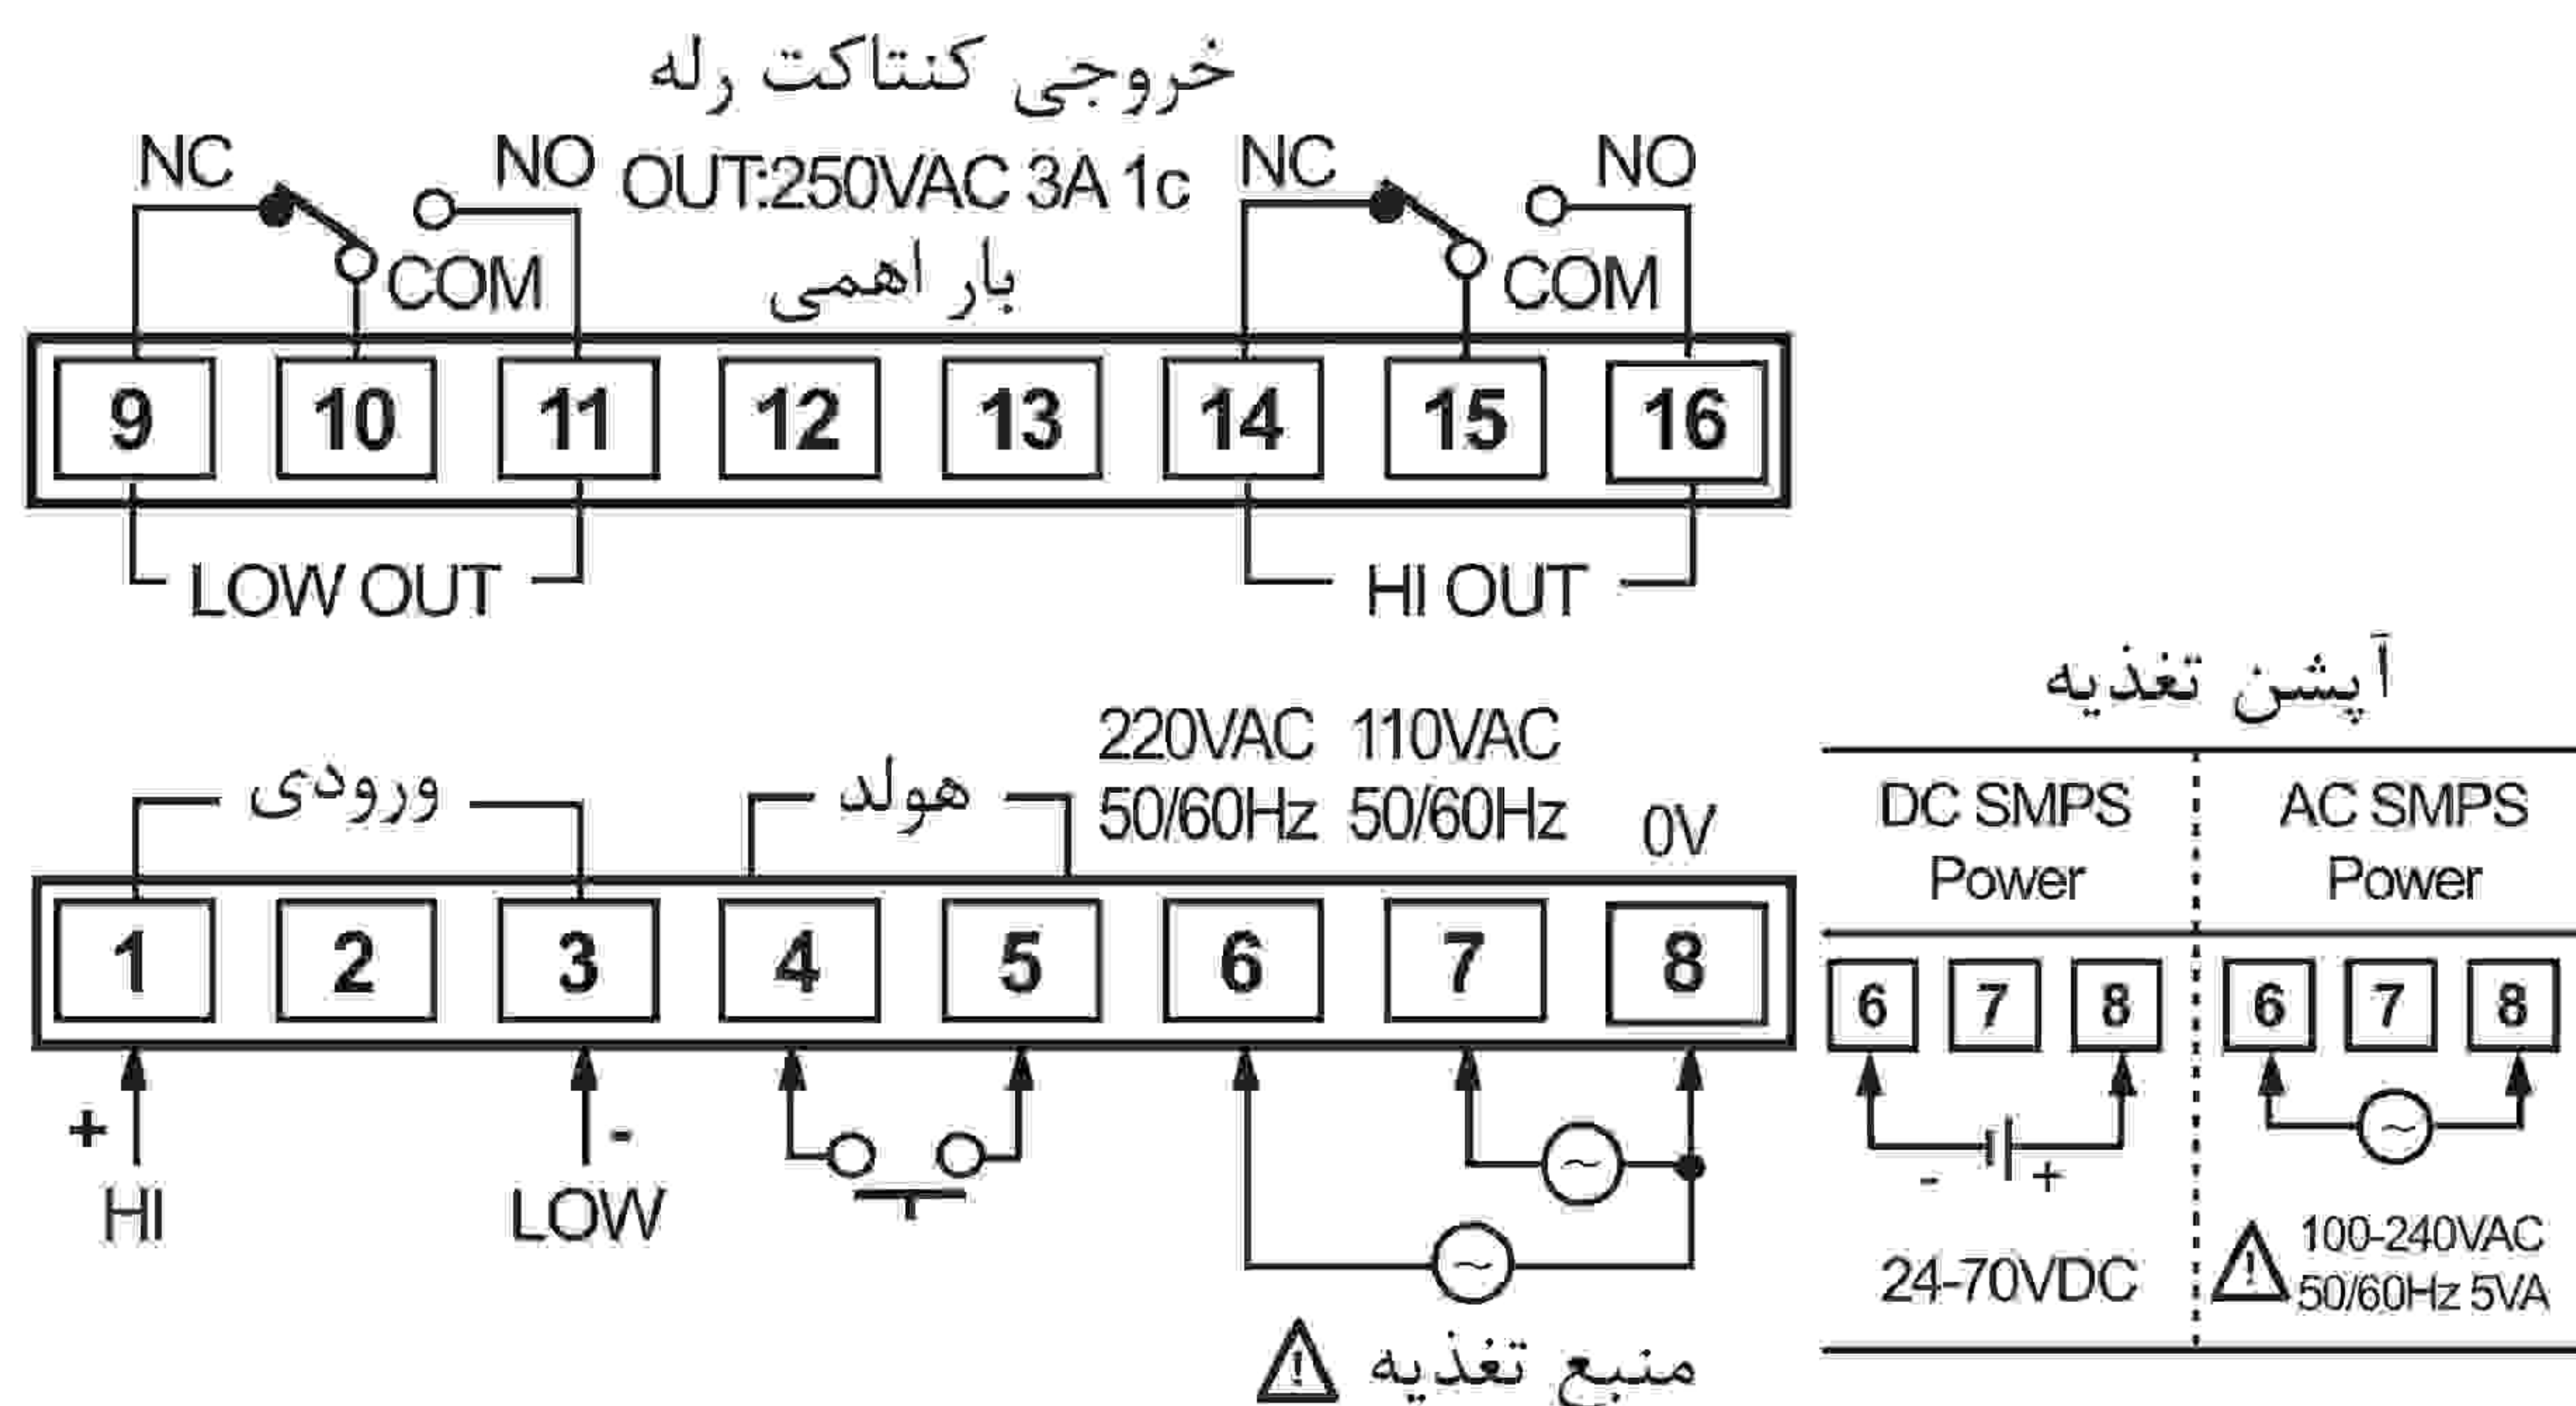 خروجی کنتاکت رله
NC NO OUT:250VAC 3A 1c NC NO
COM بار اهمی COM
9 10 11 12 13 14 15 16
LOW OUT HI OUT
آپشن تغذیه
220VAC 110VAC
ورودی هولد 50/60Hz 50/60Hz 0V
DC SMPS AC SMPS
Power Power
1 2 3 4 5 6 7 8
6 7 8 6 7 8
+ -
HI LOW
- +
24-70VDC 100-240VAC
50/60Hz 5VA
منبع تغذیه